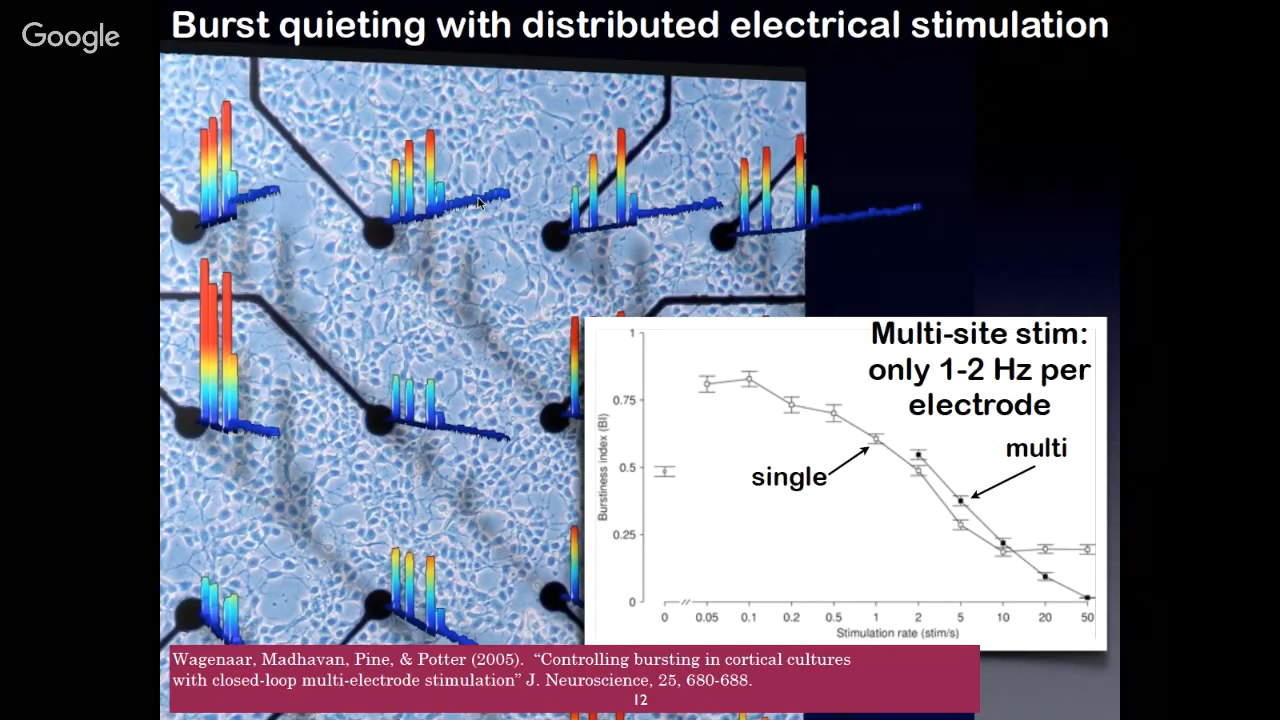 Google
Burst quieting with distributed electrical stimulation
Multi-site stim:
only 1-2 Hz per
electrode
multi
single
Burstiness index (BI)
1
0.75
0.5
0.25
0
0 0.05 0.1 0.2 0.5 1 2 5 10 20 50
Stimulation rate (stim/s)
Wagenaar, Madhavan, Pine, & Potter (2005). “Controlling bursting in cortical cultures
with closed-loop multi-electrode stimulation” J. Neuroscience, 25, 680-688.
12